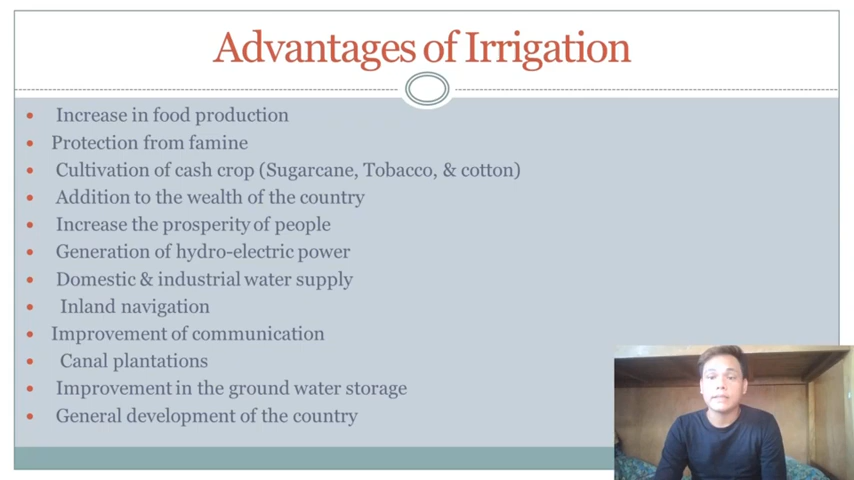 Advantages of Irrigation
Increase in food production
Protection from famine
Cultivation of cash crop (Sugarcane, Tobacco, & cotton)
Addition to the wealth of the country
Increase the prosperity of people
Generation of hydro-electric power
Domestic & industrial water supply
Inland navigation
Improvement of communication
Canal plantations
Improvement in the ground water storage
General development of the country